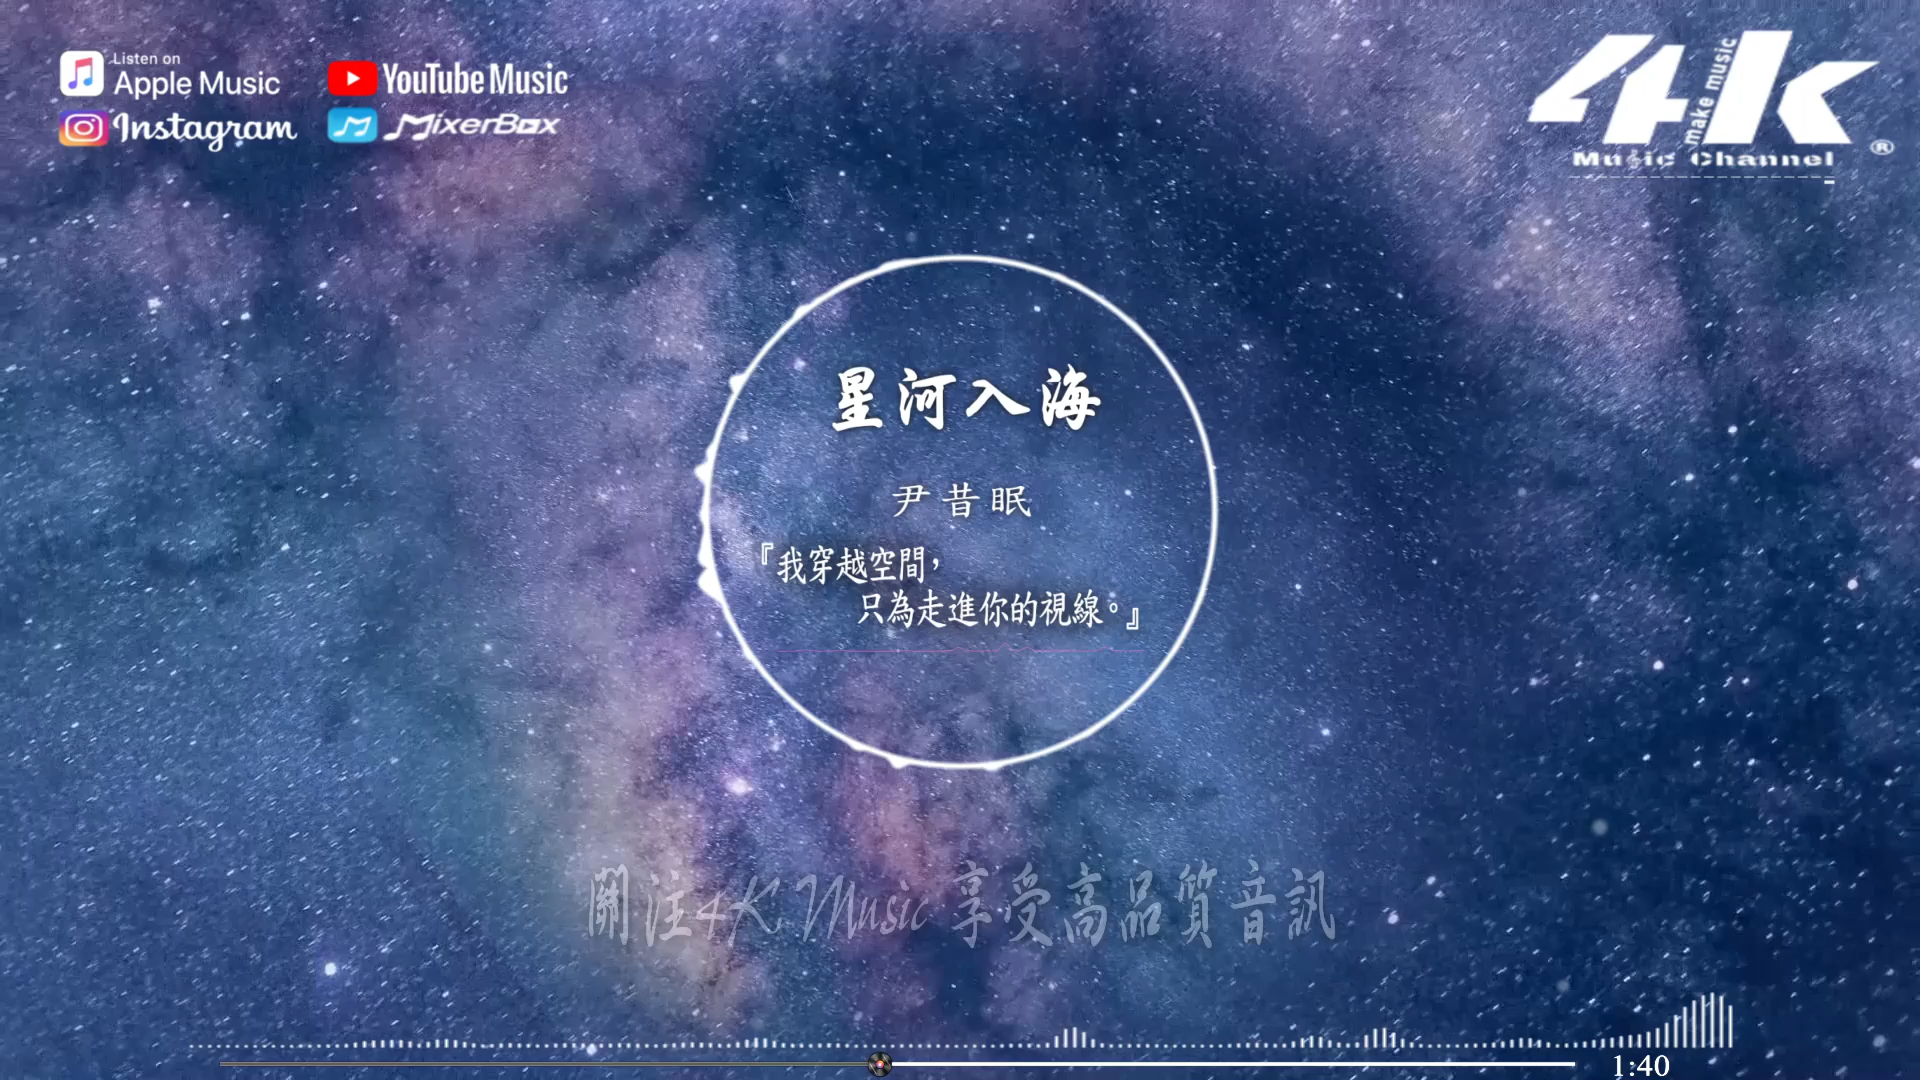 Listen on
Apple Music
YouTube Music
Instagram
MixerBox
4K
make music
Music Channel
®
星河入海
尹昔眠
『我穿越空間，
只為走進你的視線。』
關注4K Music 享受高品質音訊
1:40